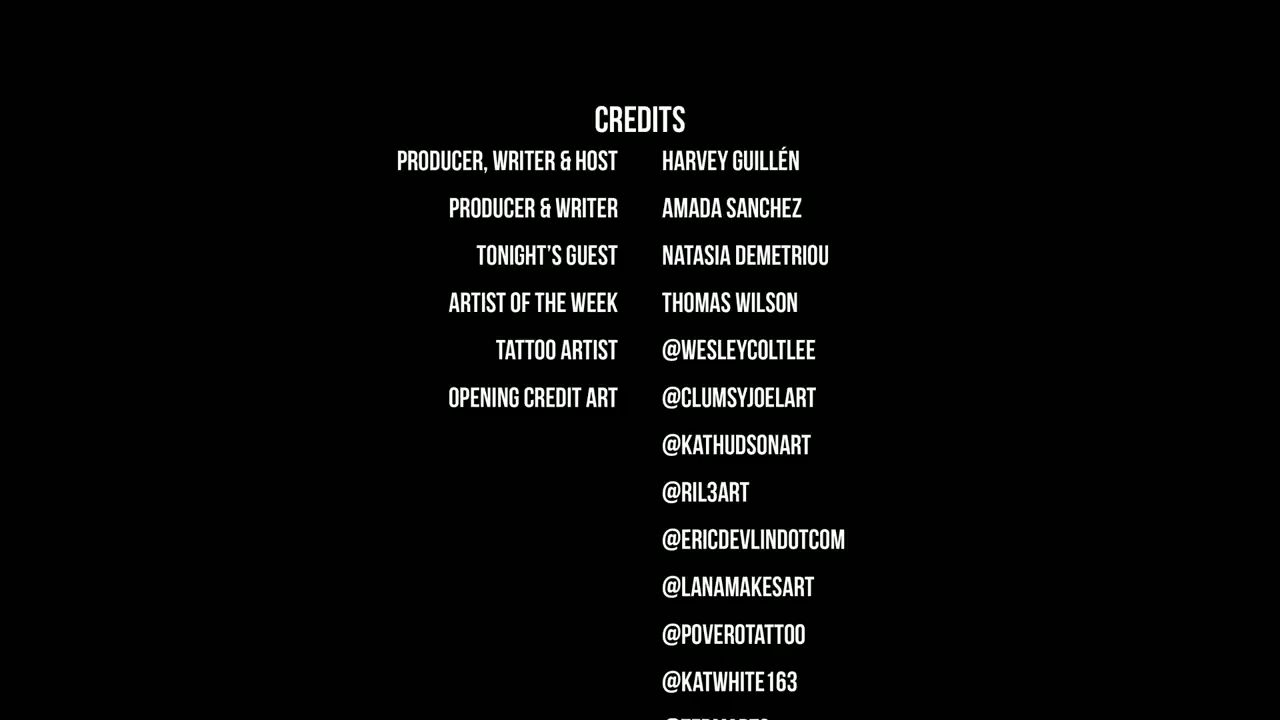 CREDITS
PRODUCER, WRITER & HOST HARVEY GUILLÉN
PRODUCER & WRITER AMADA SANCHEZ
TONIGHT'S GUEST NATASIA DEMETRIOU
ARTIST OF THE WEEK THOMAS WILSON
TATTOO ARTIST @WESLEYCOLTLEE
OPENING CREDIT ART @CLUMSYJOELART
@KATHUDSONART
@RIL3ART
@ERICDEVLINDOTCOM
@LANAMAKESART
@POVEROTATTOO
@KATWHITE163